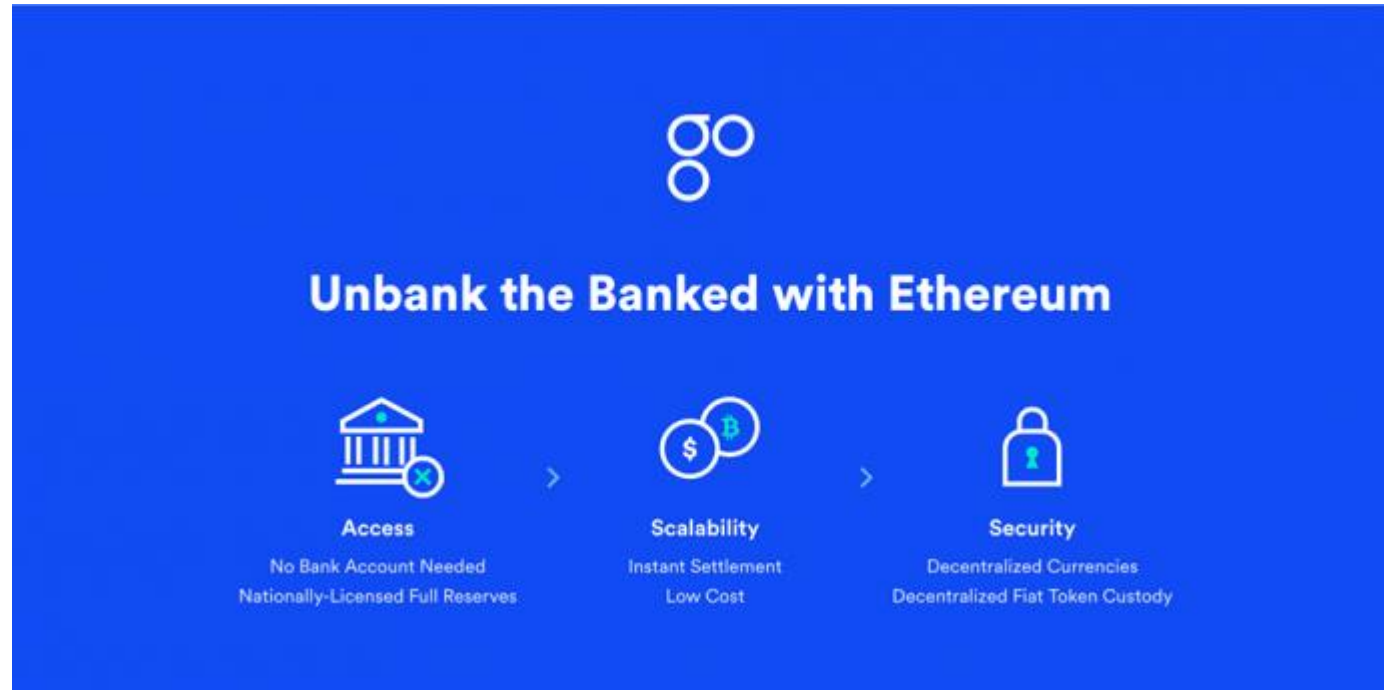 go
Unbank the Banked with Ethereum
$
B
Access
No Bank Account Needed
Nationally-Licensed Full Reserves
Scalability
Instant Settlement
Low Cost
Security
Decentralized Currencies
Decentralized Fiat Token Custody